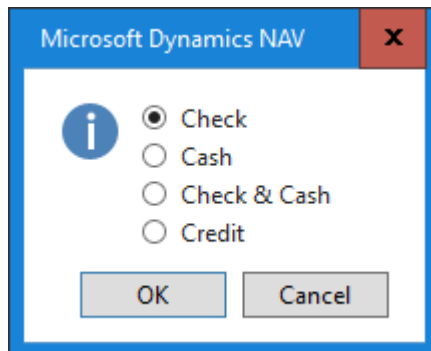 Microsoft Dynamics NAV
Check
Cash
Check & Cash
Credit
OK Cancel